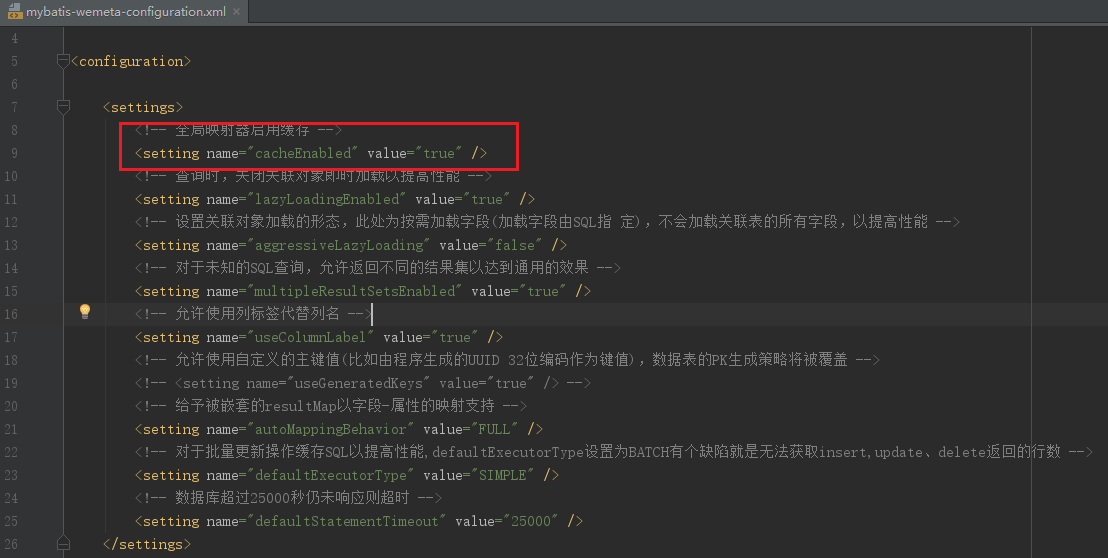 mybatis-wemeta-configuration.xml ×
4
5 <configuration>
6
7 <settings>
8 <!-- 全局映射器启用缓存 -->
9 <setting name="cacheEnabled" value="true" />
10 <!-- 查询时，关闭关联对象即时加载以提高性能 -->
11 <setting name="lazyLoadingEnabled" value="true" />
12 <!-- 设置关联对象加载的形态，此处为按需加载字段(加载字段由SQL指 定)，不会加载关联表的所有字段，以提高性能 -->
13 <setting name="aggressiveLazyLoading" value="false" />
14 <!-- 对于未知的SQL查询，允许返回不同的结果集以达到通用的效果 -->
15 <setting name="multipleResultSetsEnabled" value="true" />
16 <!-- 允许使用列标签代替列名 -->
17 <setting name="useColumnLabel" value="true" />
18 <!-- 允许使用自定义的主键值(比如由程序生成的UUID 32位编码作为键值)，数据表的PK生成策略将被覆盖 -->
19 <!-- <setting name="useGeneratedKeys" value="true" /> -->
20 <!-- 给予被嵌套的resultMap以字段-属性的映射支持 -->
21 <setting name="autoMappingBehavior" value="FULL" />
22 <!-- 对于批量更新操作缓存SQL以提高性能,defaultExecutorType设置为BATCH有个缺陷就是无法获取insert,update、delete返回的行数 -->
23 <setting name="defaultExecutorType" value="SIMPLE" />
24 <!-- 数据库超过25000秒仍未响应则超时 -->
25 <setting name="defaultStatementTimeout" value="25000" />
26 </settings>